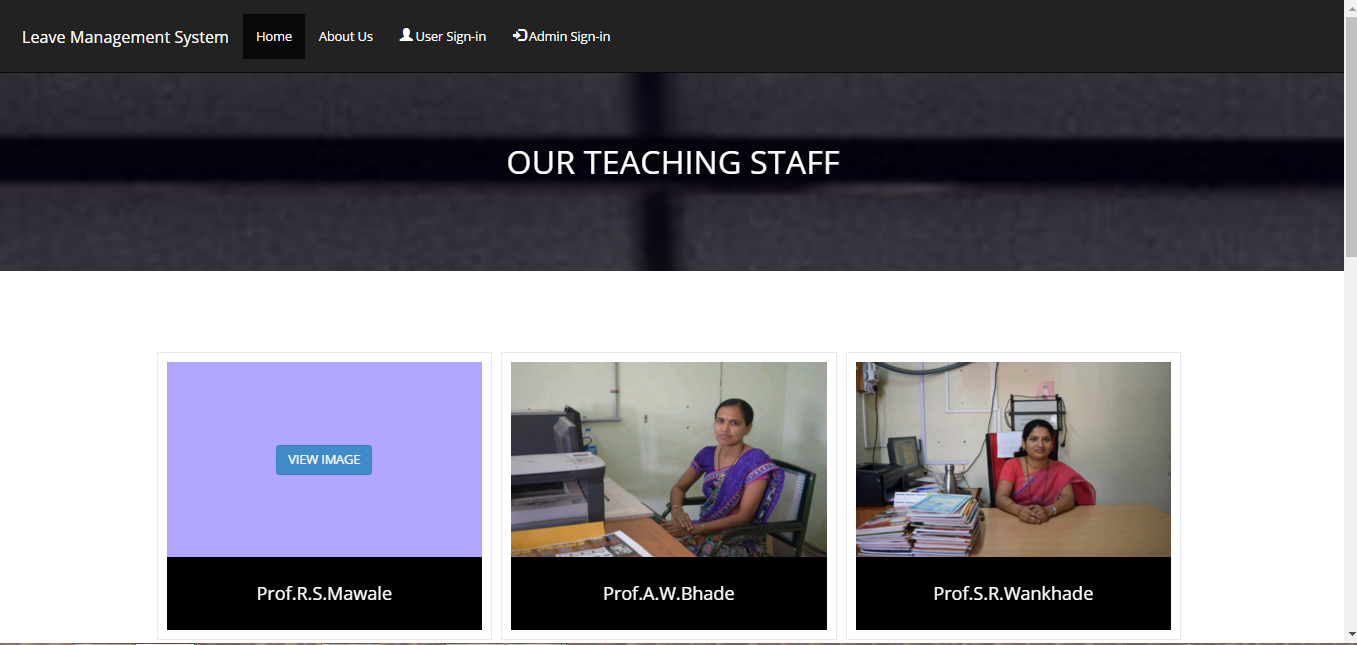 Leave Management System Home About Us User Sign-in Admin Sign-in
OUR TEACHING STAFF
VIEW IMAGE
Prof.R.S.Mawale Prof.A.W.Bhade Prof.S.R.Wankhade